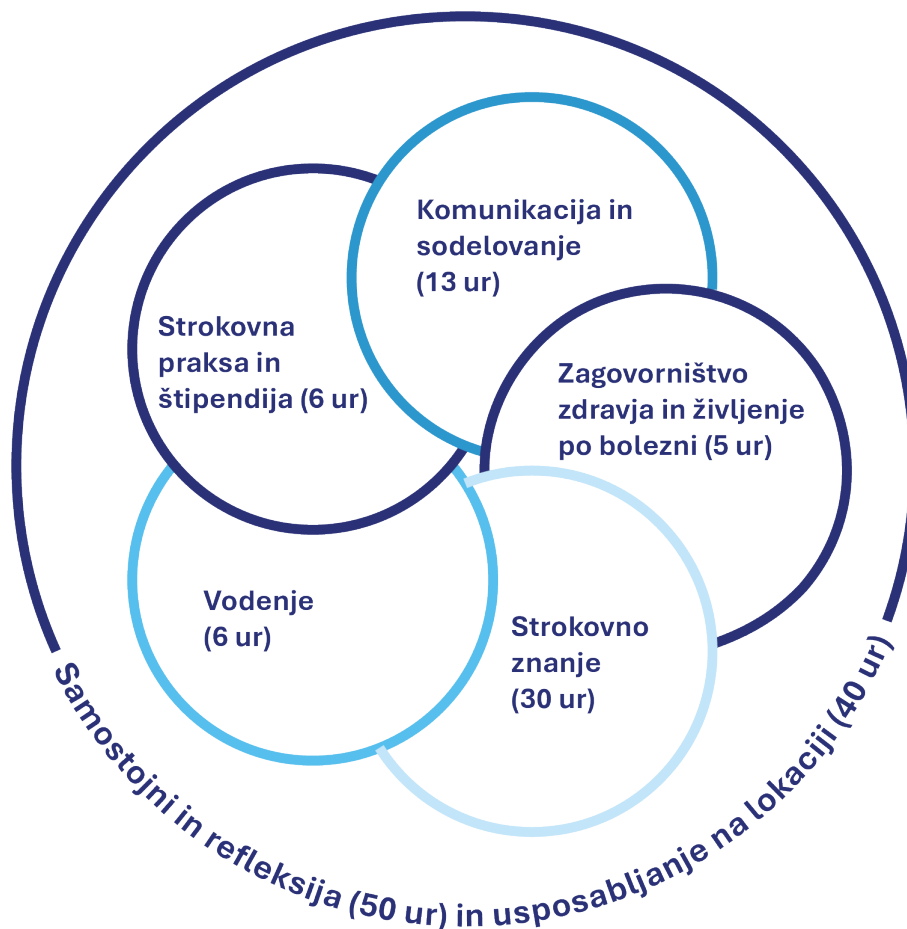 Komunikacija in
sodelovanje
(13 ur)
Strokovna
praksa in
štipendija (6 ur)
Zagovorništvo
zdravja in življenje
po bolezni (5 ur)
Vodenje
(6 ur)
Strokovno
znanje
(30 ur)
Samostojni in refleksija (50 ur) in usposabljanje na lokaciji (40 ur)